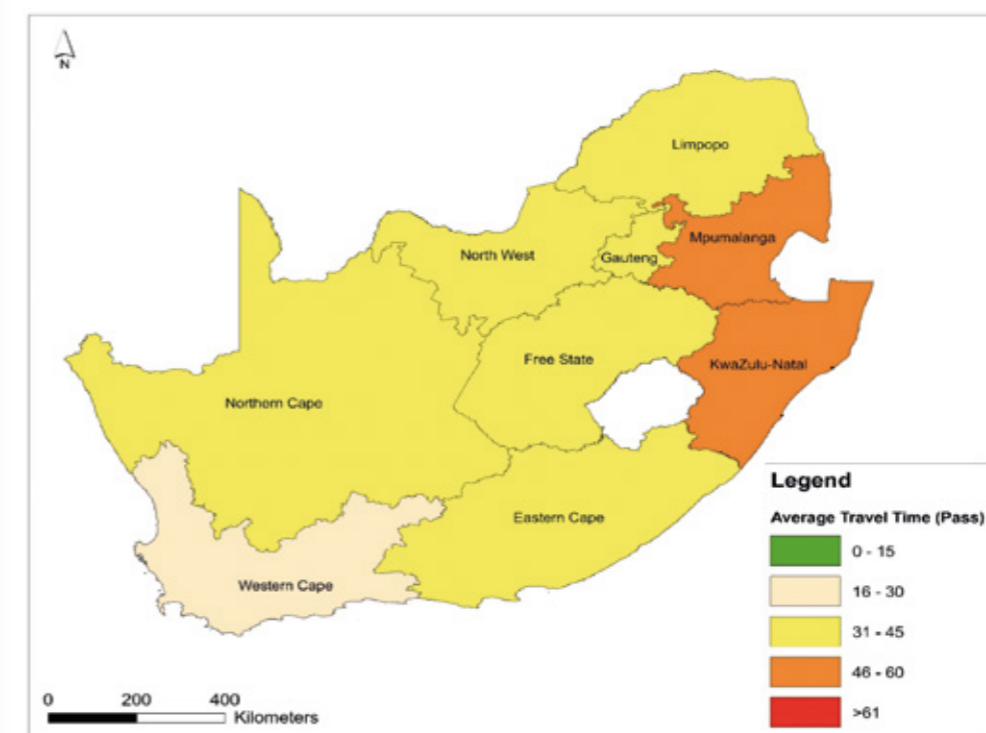 N
Limpopo
Mpumalanga
North West
Gauteng
Free State
KwaZulu-Natal
Northern Cape
Eastern Cape
Western Cape
Legend
Average Travel Time (Pass)
0 - 15
16 - 30
31 - 45
46 - 60
>61
0 200 400
Kilometers